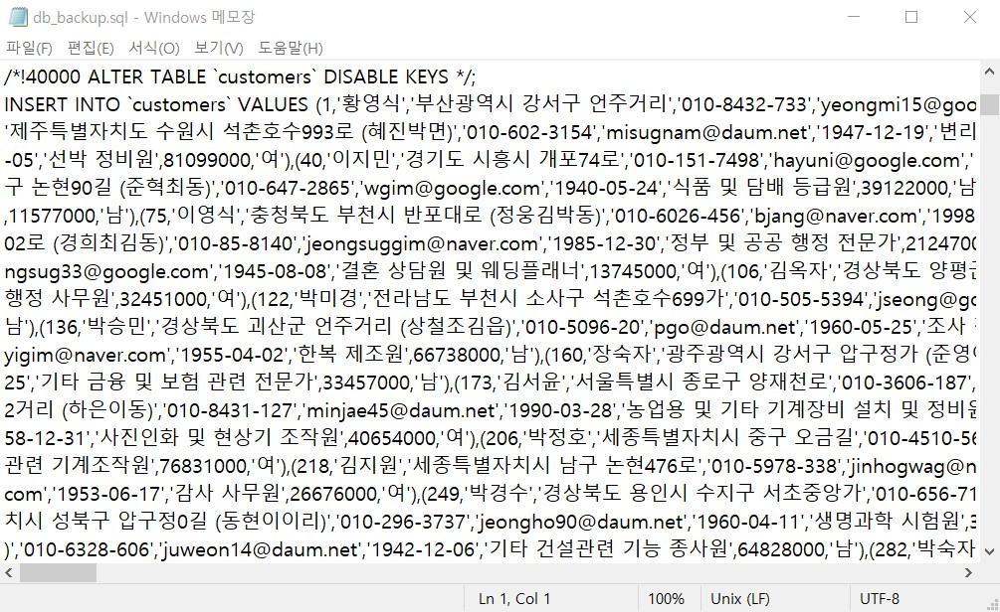 db_backup.sql - Windows 메모장
파일(F) 편집(E) 서식(O) 보기(V) 도움말(H)
/*!40000 ALTER TABLE `customers` DISABLE KEYS */;
INSERT INTO `customers` VALUES (1,'황영식','부산광역시 강서구 언주거리','010-8432-733','yeongmi15@goo
'제주특별자치도 수원시 석촌호수993로 (혜진박면)','010-602-3154','misugnam@daum.net','1947-12-19','변리
-05','선박 정비원',81099000,'여'),(40,'이지민','경기도 시흥시 개포74로','010-151-7498','hayuni@google.com','
구 논현90길 (준혁최동)','010-647-2865','wgim@google.com','1940-05-24','식품 및 담배 등급원',39122000,'남
,11577000,'남'),(75,'이영식','충청북도 부천시 반포대로 (정웅김박동)','010-6026-456','bjang@naver.com','1998
02로 (경희최김동)','010-85-8140','jeongsuggim@naver.com','1985-12-30','정부 및 공공 행정 전문가',2124700
ngsug33@google.com','1945-08-08','결혼 상담원 및 웨딩플래너',13745000,'여'),(106,'김옥자','경상북도 양평군
행정 사무원',32451000,'여'),(122,'박미경','전라남도 부천시 소사구 석촌호수699가','010-505-5394','jseong@go
남'),(136,'박승민','경상북도 괴산군 언주거리 (상철조김읍)','010-5096-20','pgo@daum.net','1960-05-25','조사
yigim@naver.com','1955-04-02','한복 제조원',66738000,'남'),(160,'장숙자','광주광역시 강서구 압구정가 (준영
25','기타 금융 및 보험 관련 전문가',33457000,'남'),(173,'김서윤','서울특별시 종로구 양재천로','010-3606-187',
2거리 (하은이동)','010-8431-127','minjae45@daum.net','1990-03-28','농업용 및 기타 기계장비 설치 및 정비원
58-12-31','사진인화 및 현상기 조작원',40654000,'여'),(206,'박정호','세종특별자치시 중구 오금길','010-4510-56
관련 기계조작원',76831000,'여'),(218,'김지원','세종특별자치시 남구 논현476로','010-5978-338','jinhogwag@n
com','1953-06-17','감사 사무원',26676000,'여'),(249,'박경수','경상북도 용인시 수지구 서초중앙가','010-656-71
치시 성북구 압구정0길 (동현이이리)','010-296-3737','jeongho90@daum.net','1960-04-11','생명과학 시험원',3
)','010-6328-606','juweon14@daum.net','1942-12-06','기타 건설관련 기능 종사원',64828000,'남'),(282,'박숙자
Ln 1, Col 1 100% Unix (LF) UTF-8